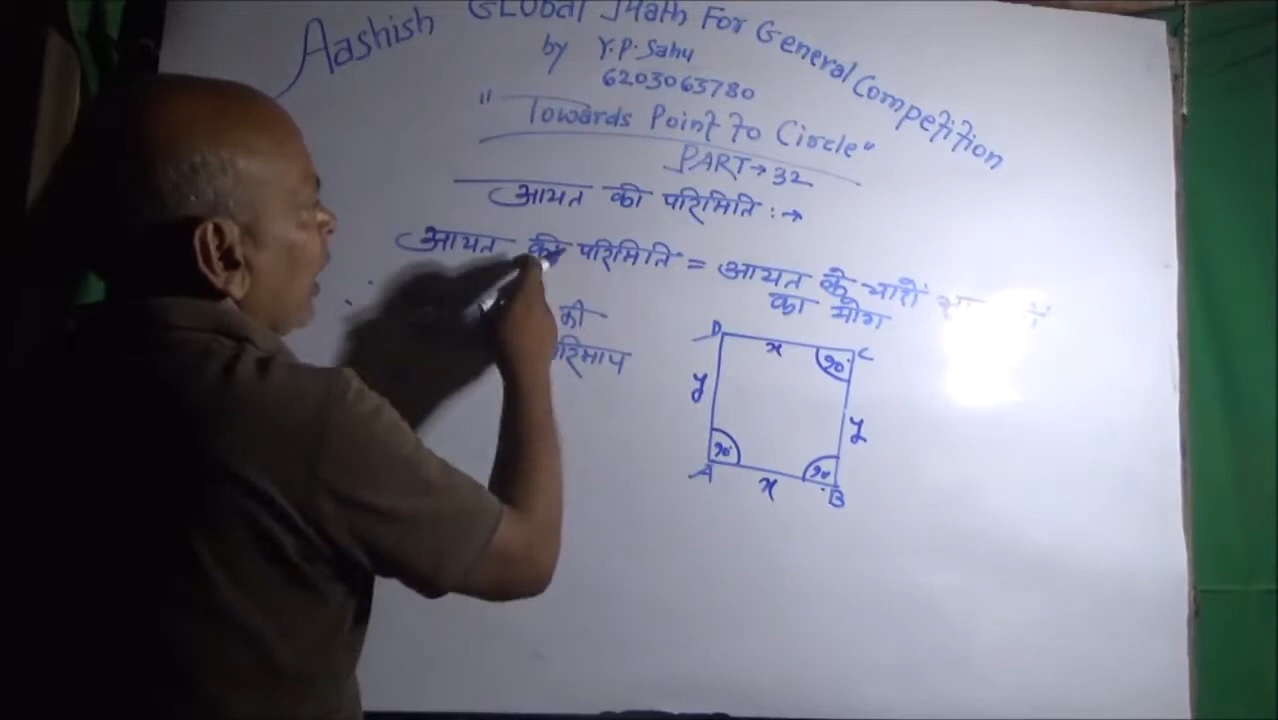 Aashish Global Math For General Competition
by Y.P. Sahu
6203063780
"Towards Point To Circle"
PART → 32
आयत की परिमिति : →
आयत की परिमिति = आयत के चारों
का योग
की
परिमाप
D x C
90°
y y
90° 90°
A x B